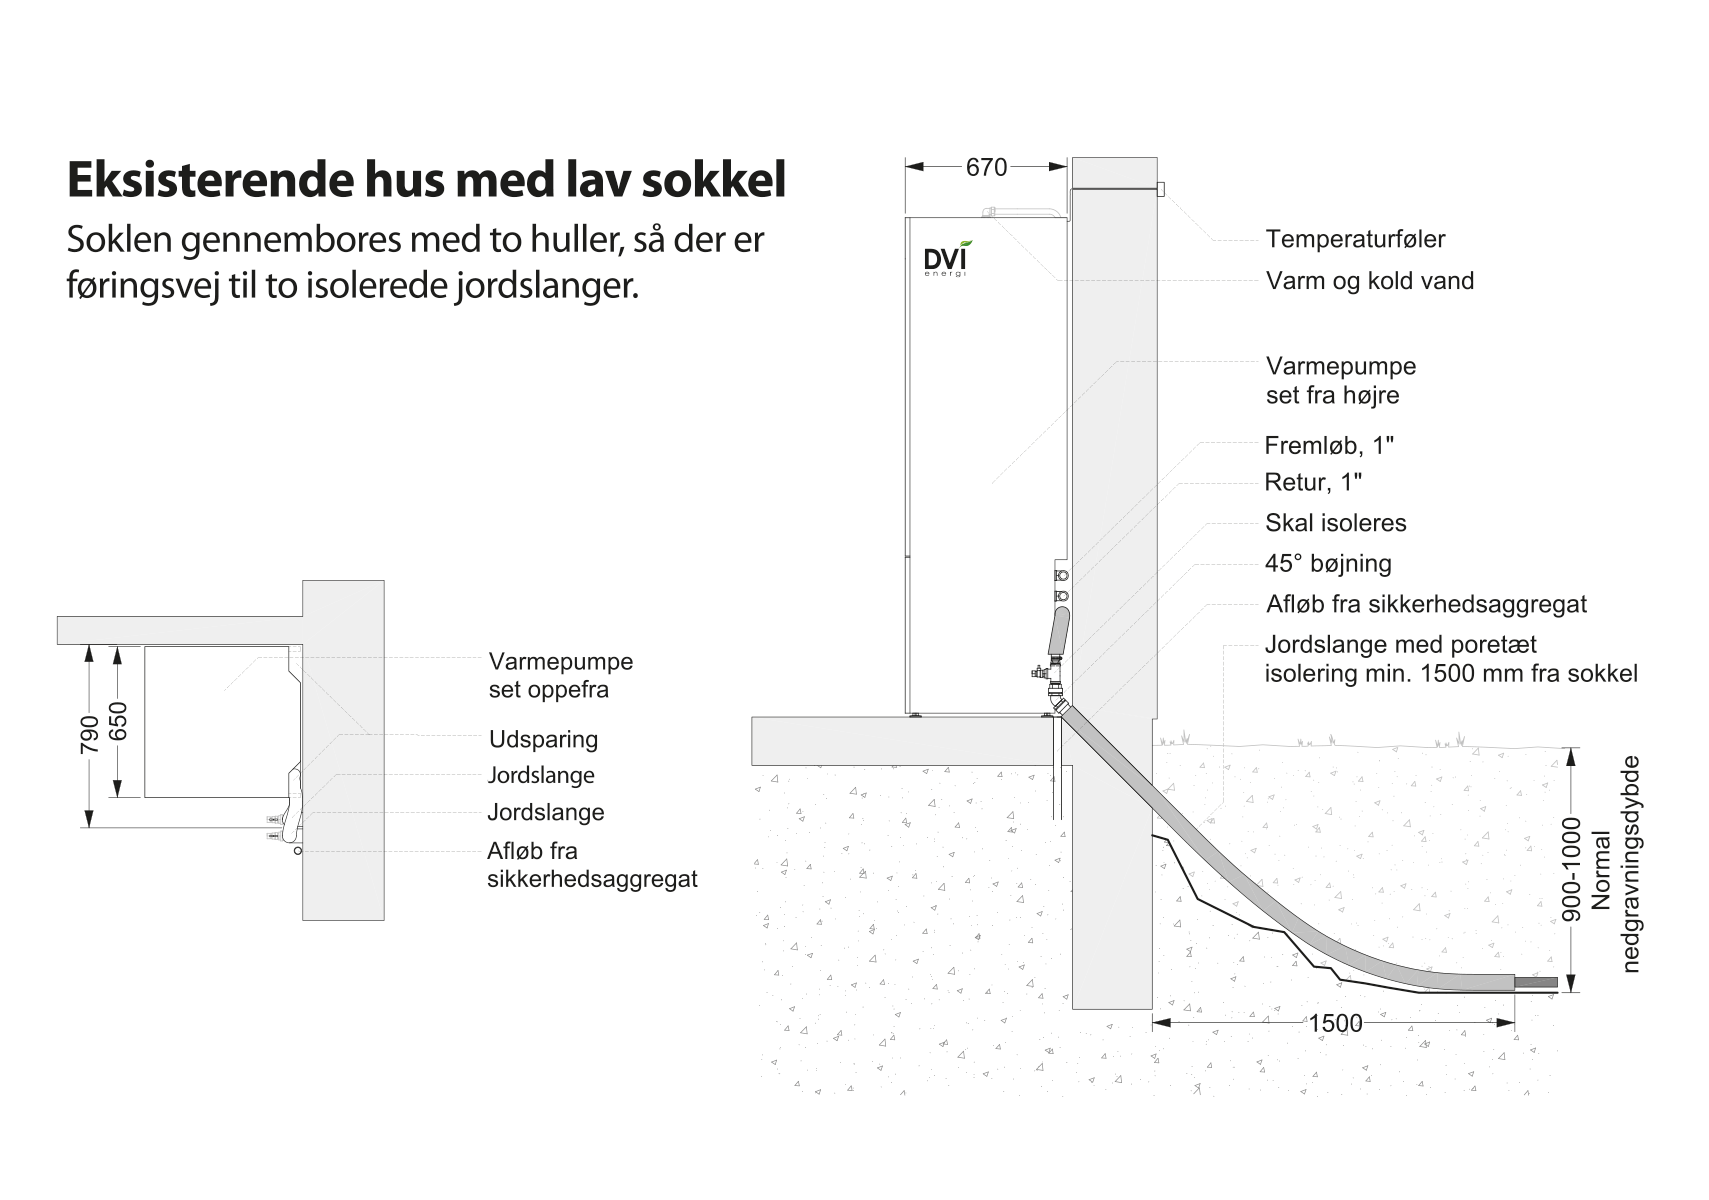 Eksisterende hus med lav sokkel
Soklen gennembores med to huller, så der er
føringsvej til to isolerede jordslanger.
670
DVI
energi
Temperaturføler
Varm og kold vand
Varmepumpe
set fra højre
Fremløb, 1"
Retur, 1"
Skal isoleres
45° bøjning
Afløb fra sikkerhedsaggregat
Jordslange med poretæt
isolering min. 1500 mm fra sokkel
900-1000
Normal
nedgravningsdybde
1500
790
650
Varmepumpe
set oppefra
Udsparing
Jordslange
Jordslange
Afløb fra
sikkerhedsaggregat